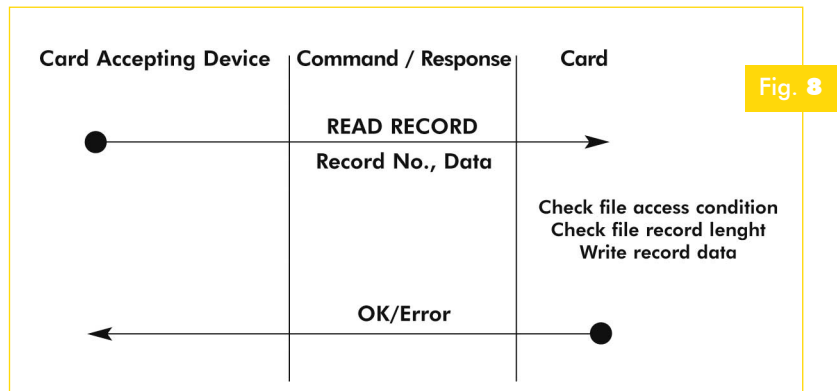 Card Accepting Device
Command / Response
Card
Fig. 8
READ RECORD
Record No., Data
Check file access condition
Check file record lenght
Write record data
OK/Error